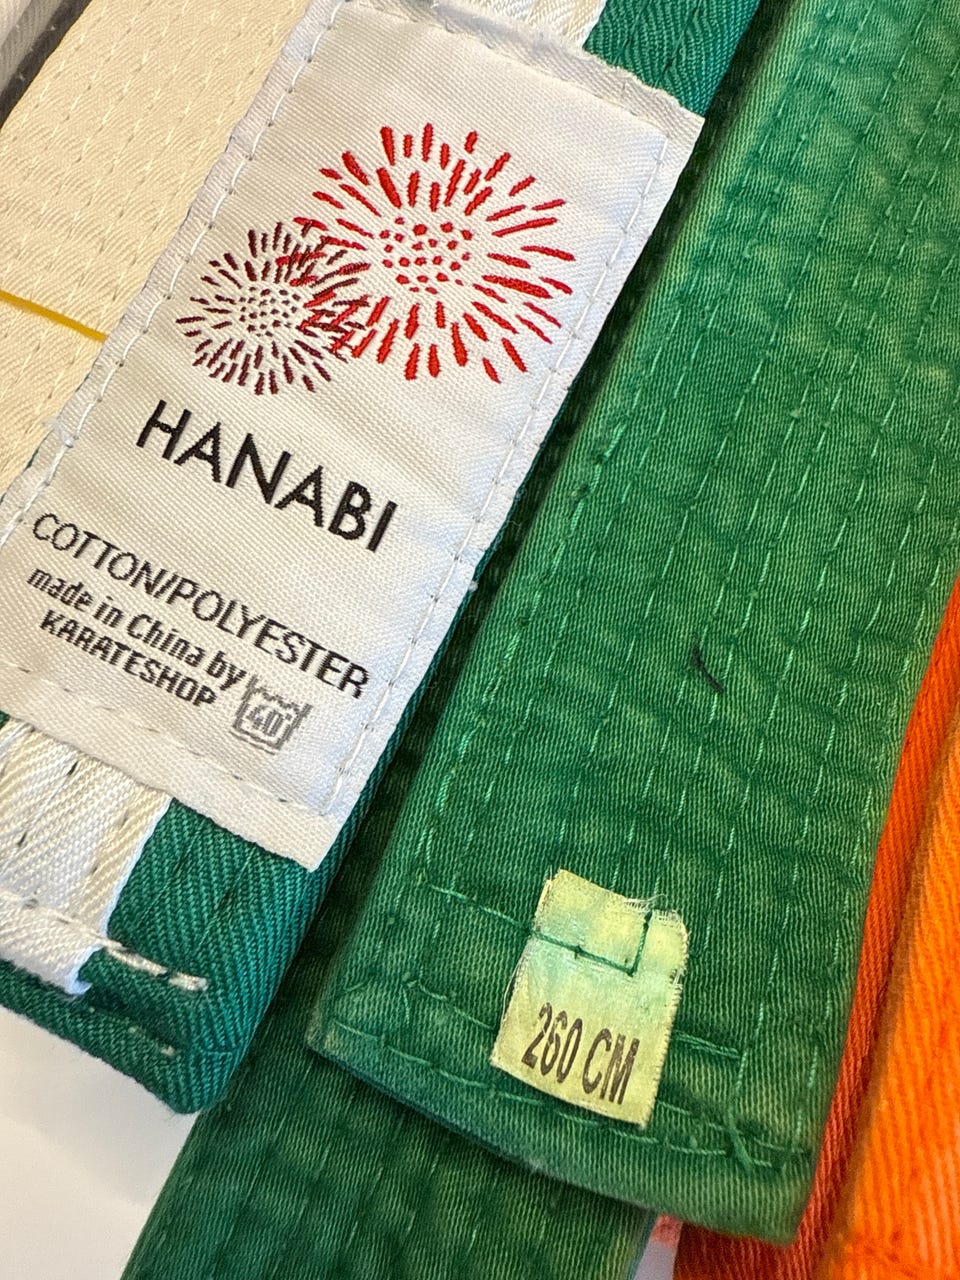 HANABI
COTTON/POLYESTER
made in China by
KARATESHOP
40°
260 CM